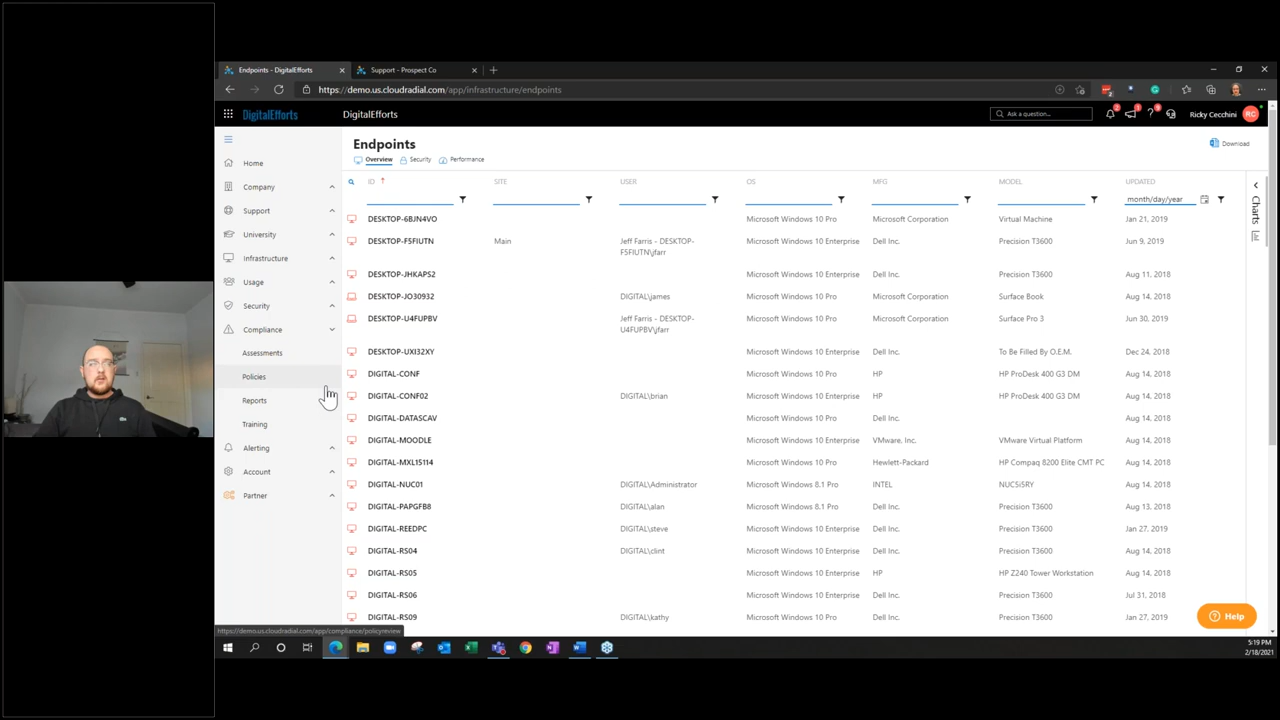 Endpoints - DigitalEfforts
Support - Prospect Co
https://demo.us.cloudradial.com/app/infrastructure/endpoints
DigitalEfforts
DigitalEfforts
Ask a question...
Ricky Cecchini
RC
Home
Company
Support
University
Infrastructure
Usage
Security
Compliance
Assessments
Policies
Reports
Training
Alerting
Account
Partner
Endpoints
Download
Overview Security Performance
ID SITE USER OS MFG MODEL UPDATED
month/day/year
Charts
DESKTOP-6BJN4VO Microsoft Windows 10 Pro Microsoft Corporation Virtual Machine Jan 21, 2019
DESKTOP-F5FIUTN Main Jeff Farris - DESKTOP- Microsoft Windows 10 Enterprise Dell Inc. Precision T3600 Jun 9, 2019
F5FIUTN\jfarr
DESKTOP-JHKAPS2 Microsoft Windows 10 Pro Dell Inc. Precision T3600 Aug 11, 2018
DESKTOP-JO30932 DIGITAL\james Microsoft Windows 10 Pro Microsoft Corporation Surface Book Aug 14, 2018
DESKTOP-U4FUPBV Jeff Farris - DESKTOP- Microsoft Windows 10 Pro Microsoft Corporation Surface Pro 3 Jun 30, 2019
U4FUPBV\jfarr
DESKTOP-UXI32XY Microsoft Windows 10 Pro Dell Inc. To Be Filled By O.E.M. Dec 24, 2018
DIGITAL-CONF Microsoft Windows 10 Pro HP HP ProDesk 400 G3 DM Aug 14, 2018
DIGITAL-CONF02 DIGITAL\brian Microsoft Windows 10 Enterprise HP HP ProDesk 400 G3 DM Aug 14, 2018
DIGITAL-DATASCAV Microsoft Windows 10 Pro Dell Inc. Aug 14, 2018
DIGITAL-MOODLE Microsoft Windows 10 Pro VMware, Inc. VMware Virtual Platform Aug 14, 2018
DIGITAL-MXL15114 Microsoft Windows 10 Pro Hewlett-Packard HP Compaq 8200 Elite CMT PC Aug 14, 2018
DIGITAL-NUC01 DIGITAL\Administrator Microsoft Windows 8.1 Pro INTEL NUC5i5RY Aug 14, 2018
DIGITAL-PAPGFB8 DIGITAL\alan Microsoft Windows 8.1 Pro Dell Inc. Precision T3600 Aug 13, 2018
DIGITAL-REEDPC DIGITAL\steve Microsoft Windows 10 Enterprise Dell Inc. Precision T3600 Jan 27, 2019
DIGITAL-RS04 DIGITAL\clint Microsoft Windows 10 Enterprise Dell Inc. Precision T3600 Aug 14, 2018
DIGITAL-RS05 Microsoft Windows 10 Enterprise HP HP Z240 Tower Workstation Aug 14, 2018
DIGITAL-RS06 Microsoft Windows 10 Enterprise Dell Inc. Precision T3600 Jul 31, 2018
DIGITAL-RS09 DIGITAL\kathy Microsoft Windows 10 Enterprise Dell Inc. Precision T3600 Jan 27, 2019
Help
https://demo.us.cloudradial.com/app/compliance/policyreview
5:19 PM
2/18/2021